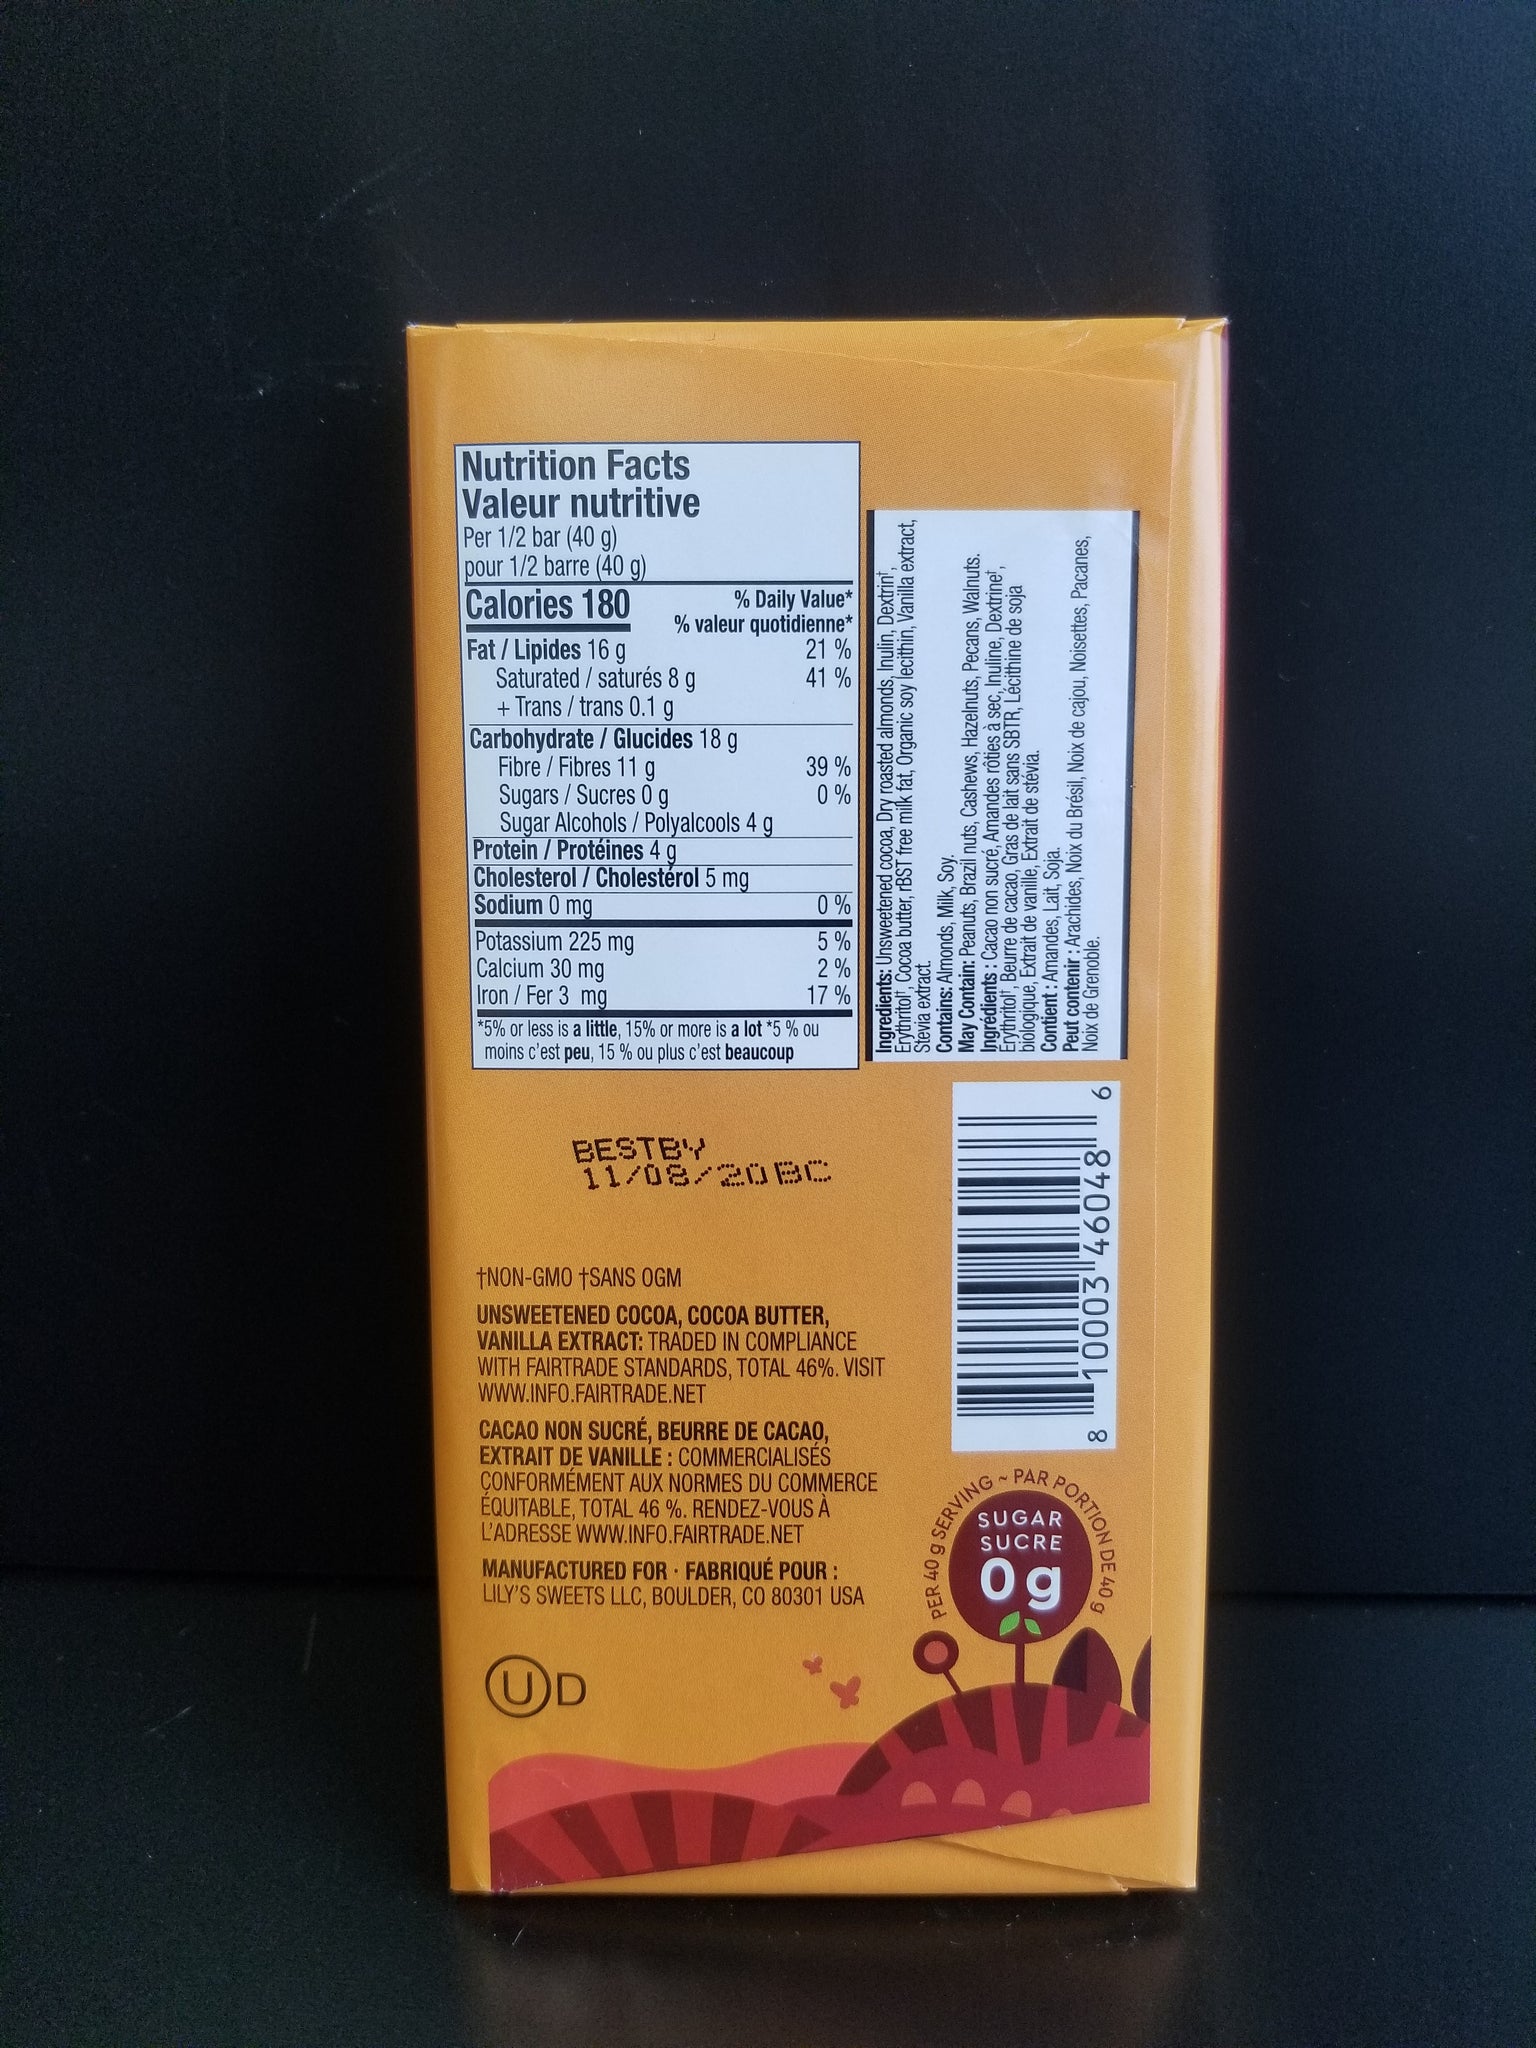 Nutrition Facts
Valeur nutritive
Per 1/2 bar (40 g)
pour 1/2 barre (40 g)
Calories 180
% Daily Value*
% valeur quotidienne*
Fat / Lipides 16 g 21 %
Saturated / saturés 8 g 41 %
+ Trans / trans 0.1 g
Carbohydrate / Glucides 18 g
Fibre / Fibres 11 g 39 %
Sugars / Sucres 0 g 0 %
Sugar Alcohols / Polyalcools 4 g
Protein / Protéines 4 g
Cholesterol / Cholestérol 5 mg
Sodium 0 mg 0 %
Potassium 225 mg 5 %
Calcium 30 mg 2 %
Iron / Fer 3 mg 17 %
*5% or less is a little, 15% or more is a lot *5 % ou
moins c'est peu, 15 % ou plus c'est beaucoup
Ingredients: Unsweetened cocoa, Dry roasted almonds, Inulin, Dextrin†,
Erythritol†, Cocoa butter, rBST free milk fat, Organic soy lecithin, Vanilla extract,
Stevia extract.
Contains: Almonds, Milk, Soy.
May Contain: Peanuts, Brazil nuts, Cashews, Hazelnuts, Pecans, Walnuts.
Ingrédients : Cacao non sucré, Amandes rôties à sec, Inuline, Dextrine†,
Erythritol†, Beurre de cacao, Gras de lait sans SBTR, Lécithine de soja
biologique, Extrait de vanille, Extrait de stévia.
Contient : Amandes, Lait, Soja.
Peut contenir : Arachides, Noix du Brésil, Noix de cajou, Noisettes, Pacanes,
Noix de Grenoble.
BESTBY
11/08/20BC
†NON-GMO †SANS OGM
UNSWEETENED COCOA, COCOA BUTTER,
VANILLA EXTRACT: TRADED IN COMPLIANCE
WITH FAIRTRADE STANDARDS, TOTAL 46%. VISIT
WWW.INFO.FAIRTRADE.NET
CACAO NON SUCRÉ, BEURRE DE CACAO,
EXTRAIT DE VANILLE : COMMERCIALISÉS
CONFORMÉMENT AUX NORMES DU COMMERCE
ÉQUITABLE, TOTAL 46 %. RENDEZ-VOUS À
L'ADRESSE WWW.INFO.FAIRTRADE.NET
MANUFACTURED FOR · FABRIQUÉ POUR :
LILY'S SWEETS LLC, BOULDER, CO 80301 USA
8 10003 46048 6
PER 40 g SERVING ~ PAR PORTION DE 40 g
SUGAR
SUCRE
0g
U D